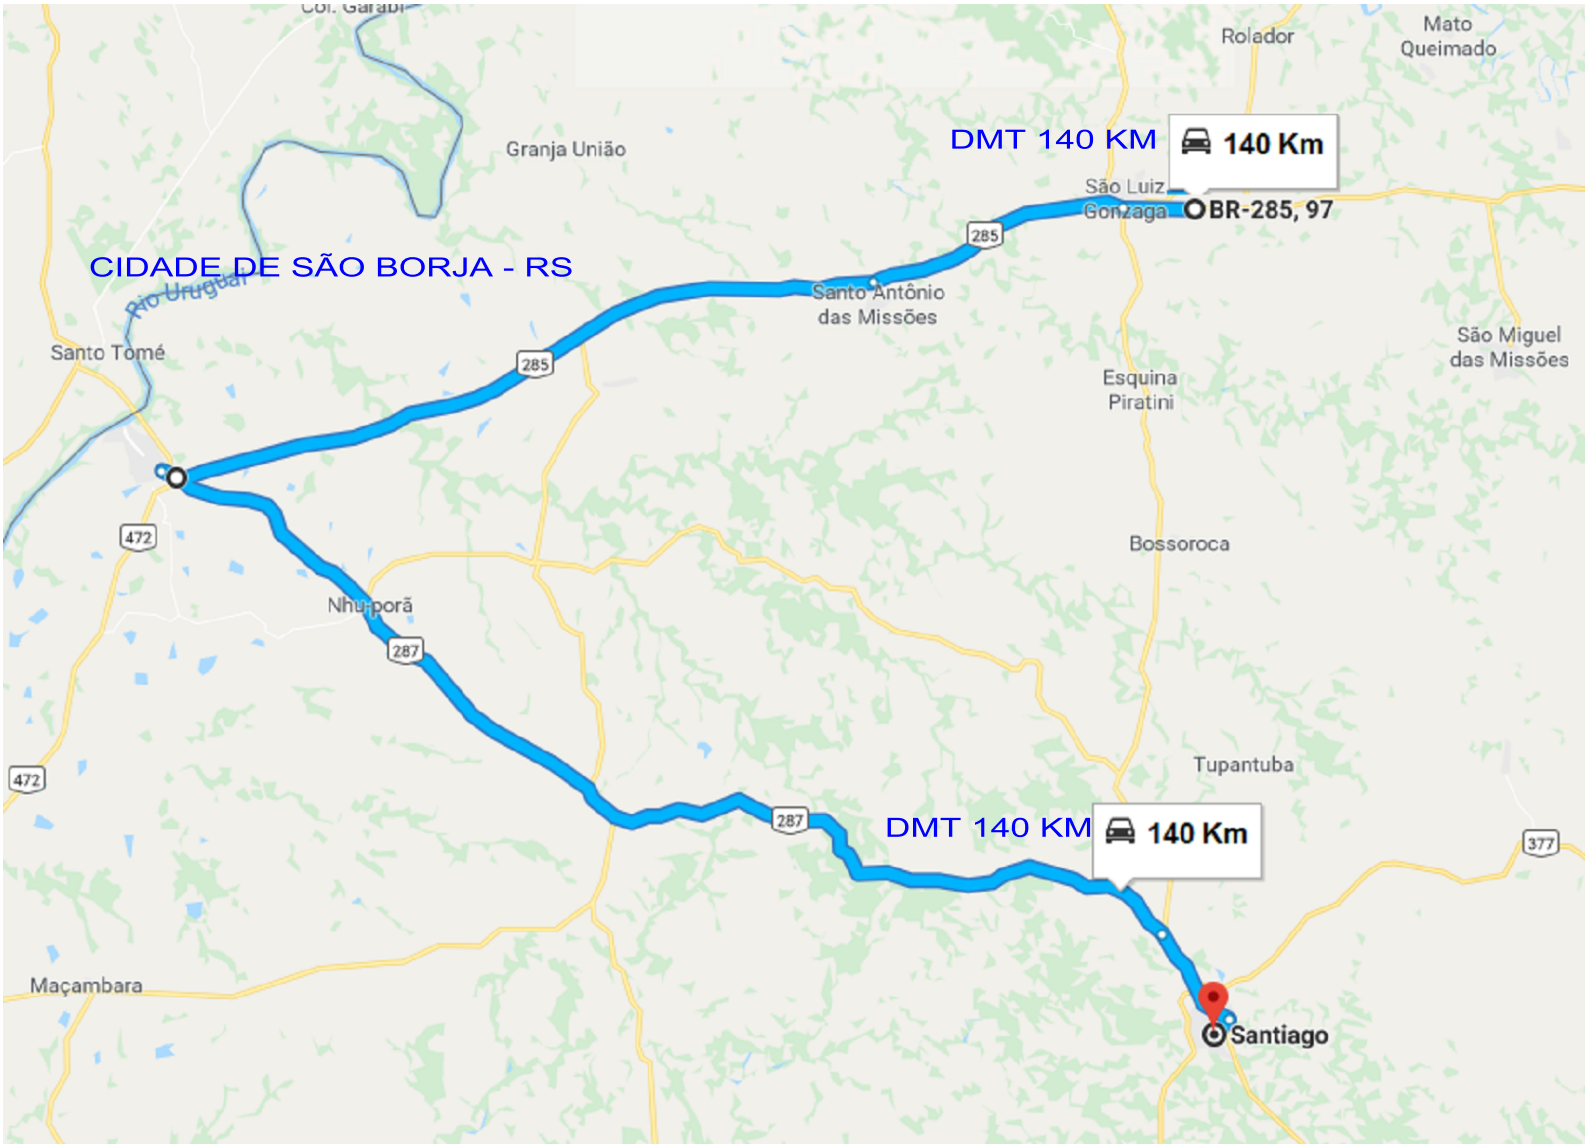 Col. Garabi
Rolador
Mato
Queimado
Granja União
DMT 140 KM
140 Km
São Luiz
Gonzaga
BR-285, 97
285
CIDADE DE SÃO BORJA - RS
Rio Uruguai
Santo Antônio
das Missões
Santo Tomé
285
São Miguel
das Missões
Esquina
Piratini
472
Bossoroca
Nhu-porã
287
472
Tupantuba
287
DMT 140 KM
140 Km
377
Maçambara
Santiago